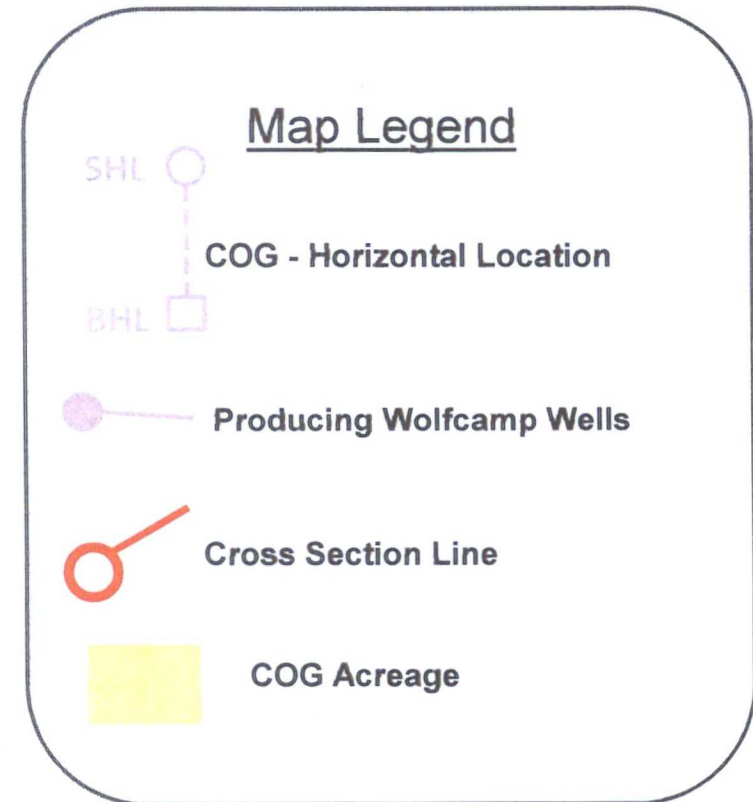 Map Legend
SHL
COG - Horizontal Location
BHL
Producing Wolfcamp Wells
Cross Section Line
COG Acreage